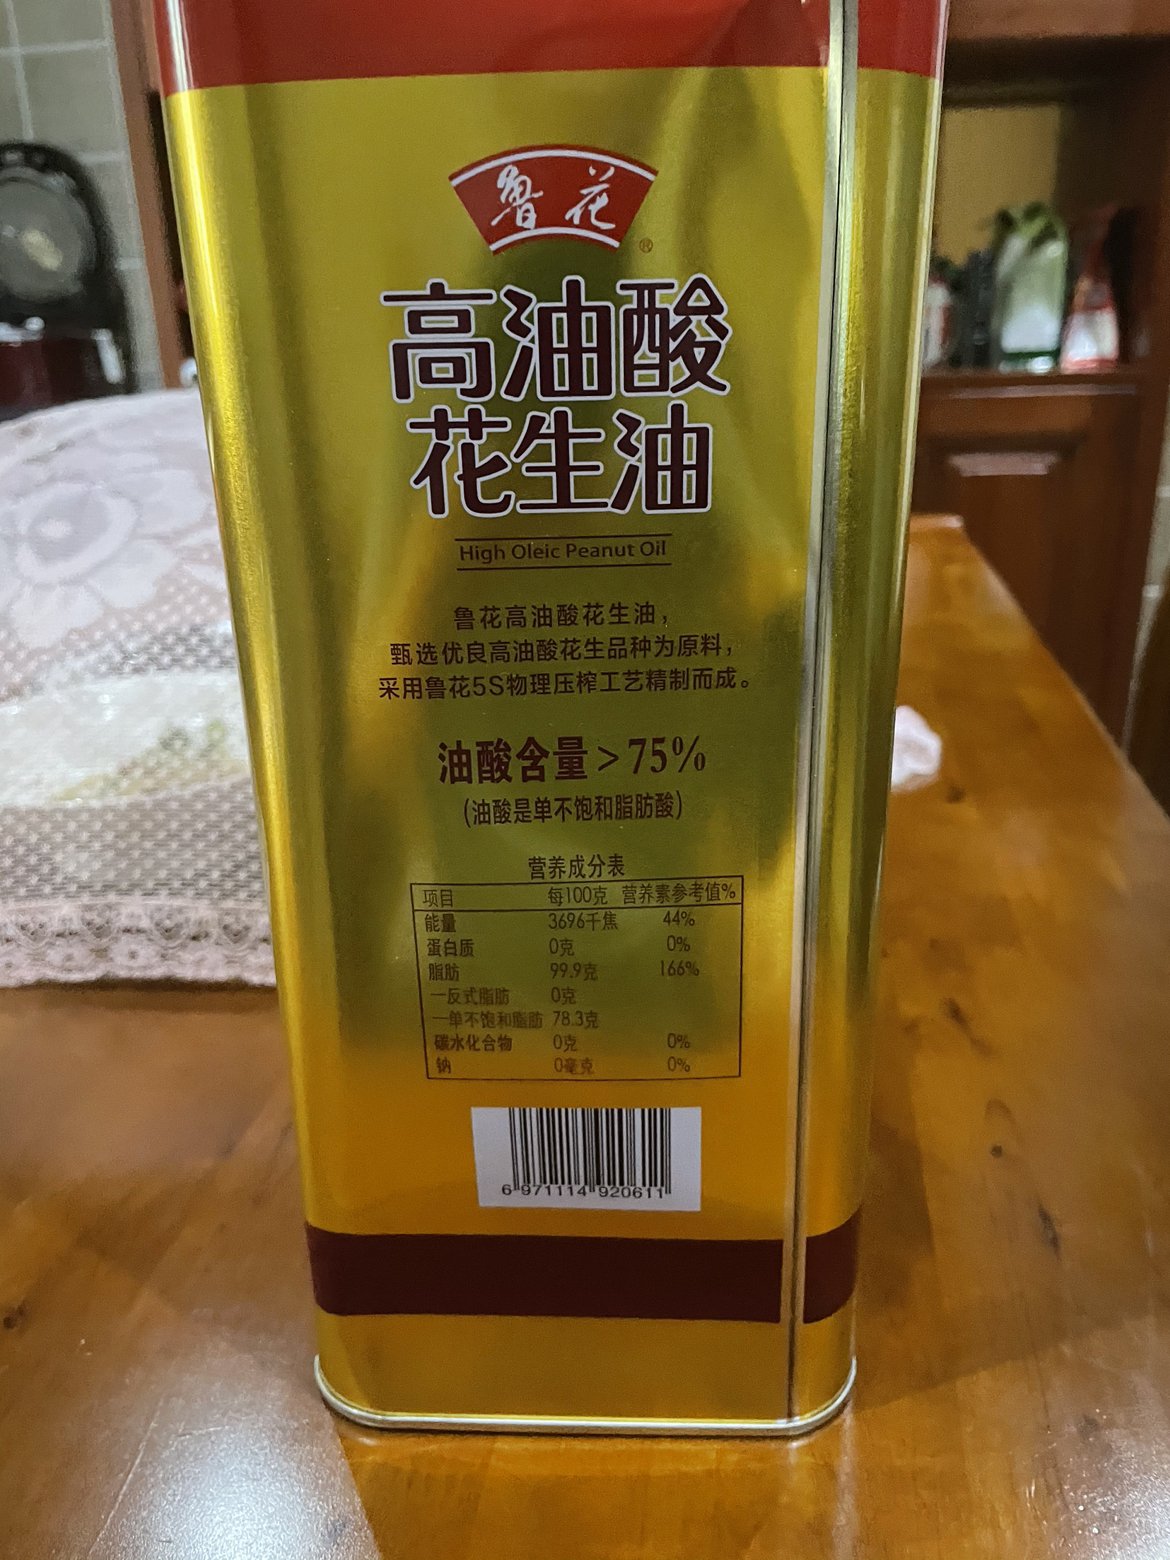 鲁花
®
高油酸
花生油
High Oleic Peanut Oil
鲁花高油酸花生油，
甄选优良高油酸花生品种为原料，
采用鲁花5S物理压榨工艺精制而成。
油酸含量>75%
(油酸是单不饱和脂肪酸)
营养成分表
项目 每100克 营养素参考值%
能量 3696千焦 44%
蛋白质 0克 0%
脂肪 99.9克 166%
—反式脂肪 0克
—单不饱和脂肪 78.3克
碳水化合物 0克 0%
钠 0毫克 0%
6 971114 920611